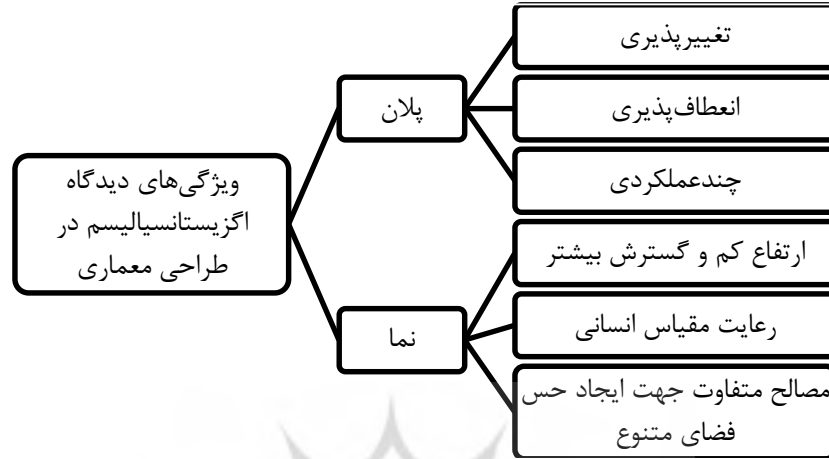 ویژگی‌های دیدگاه
اگزیستانسیالیسم در
طراحی معماری
پلان
تغییرپذیری
انعطاف‌پذیری
چندعملکردی
نما
ارتفاع کم و گسترش بیشتر
رعایت مقیاس انسانی
مصالح متفاوت جهت ایجاد حس
فضای متنوع